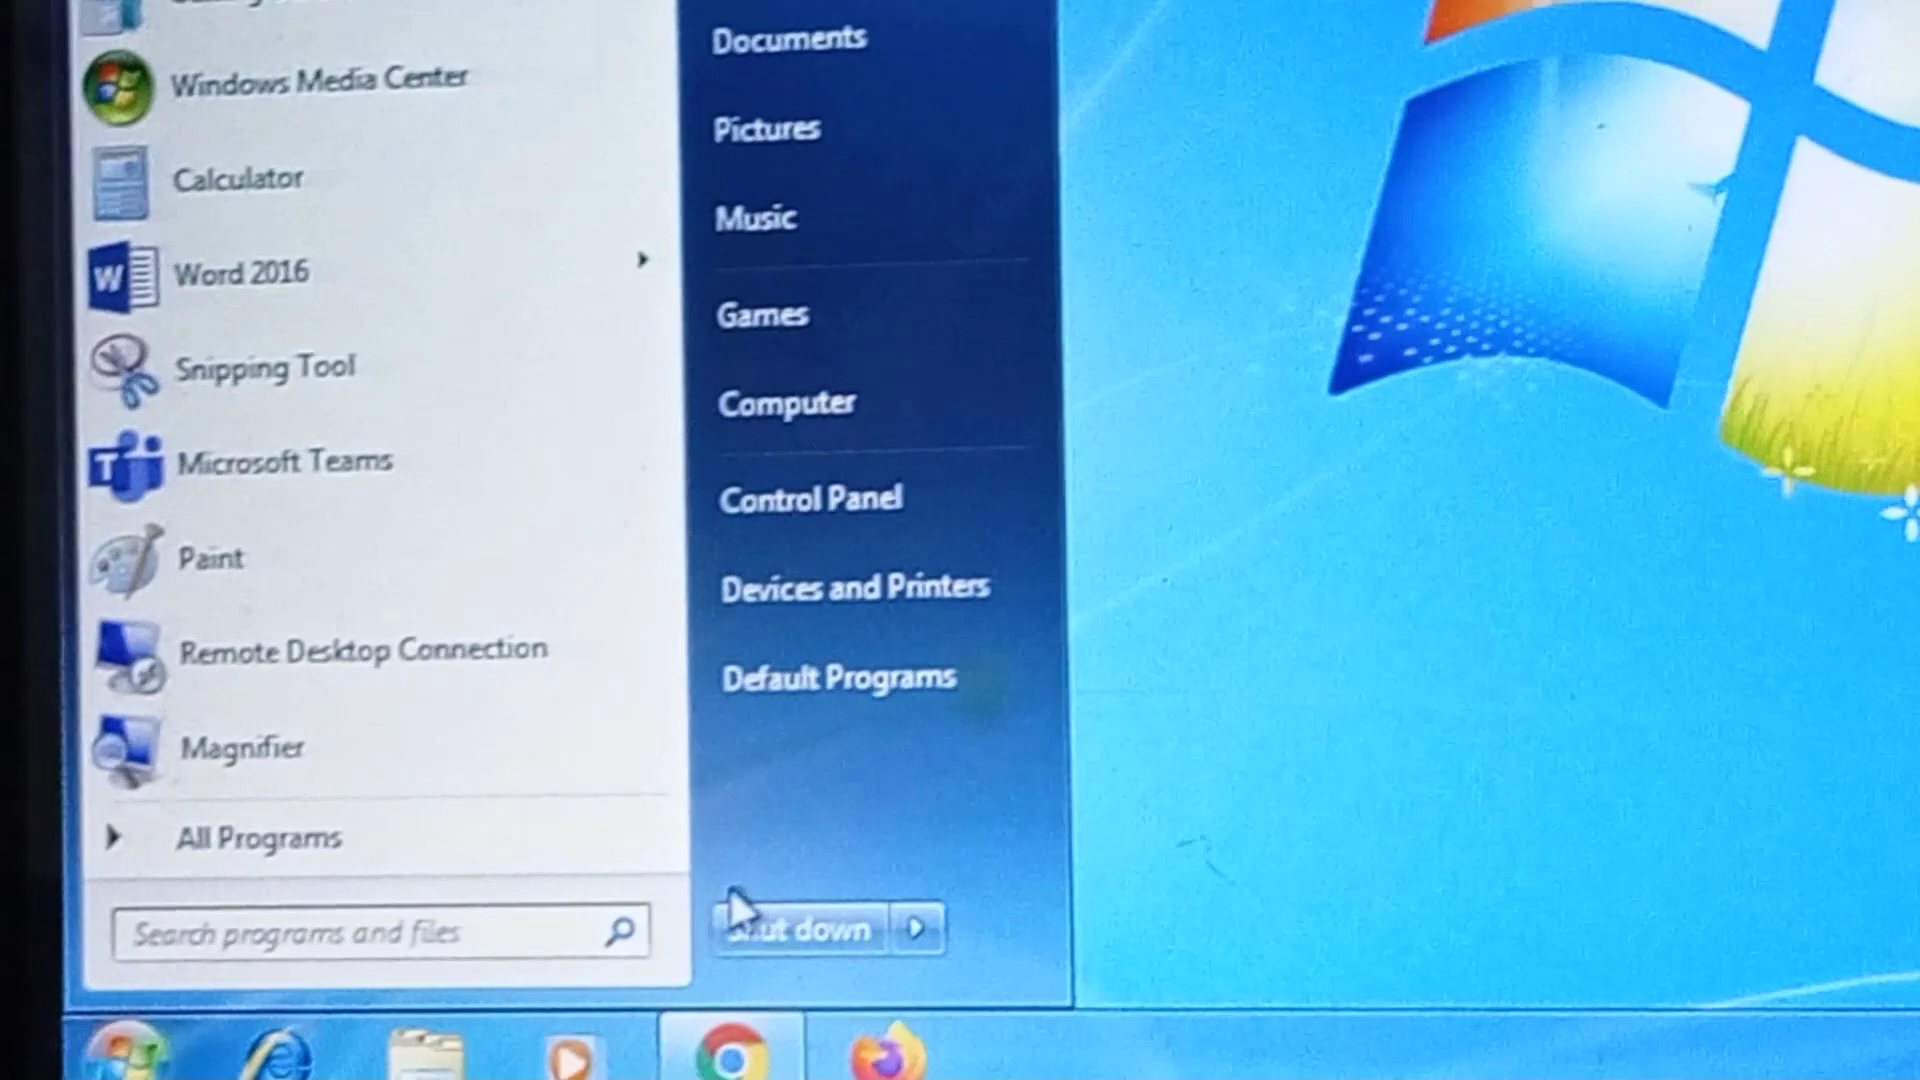 Windows Media Center
Calculator
Word 2016
Snipping Tool
Microsoft Teams
Paint
Remote Desktop Connection
Magnifier
All Programs
Search programs and files
Documents
Pictures
Music
Games
Computer
Control Panel
Devices and Printers
Default Programs
Shut down